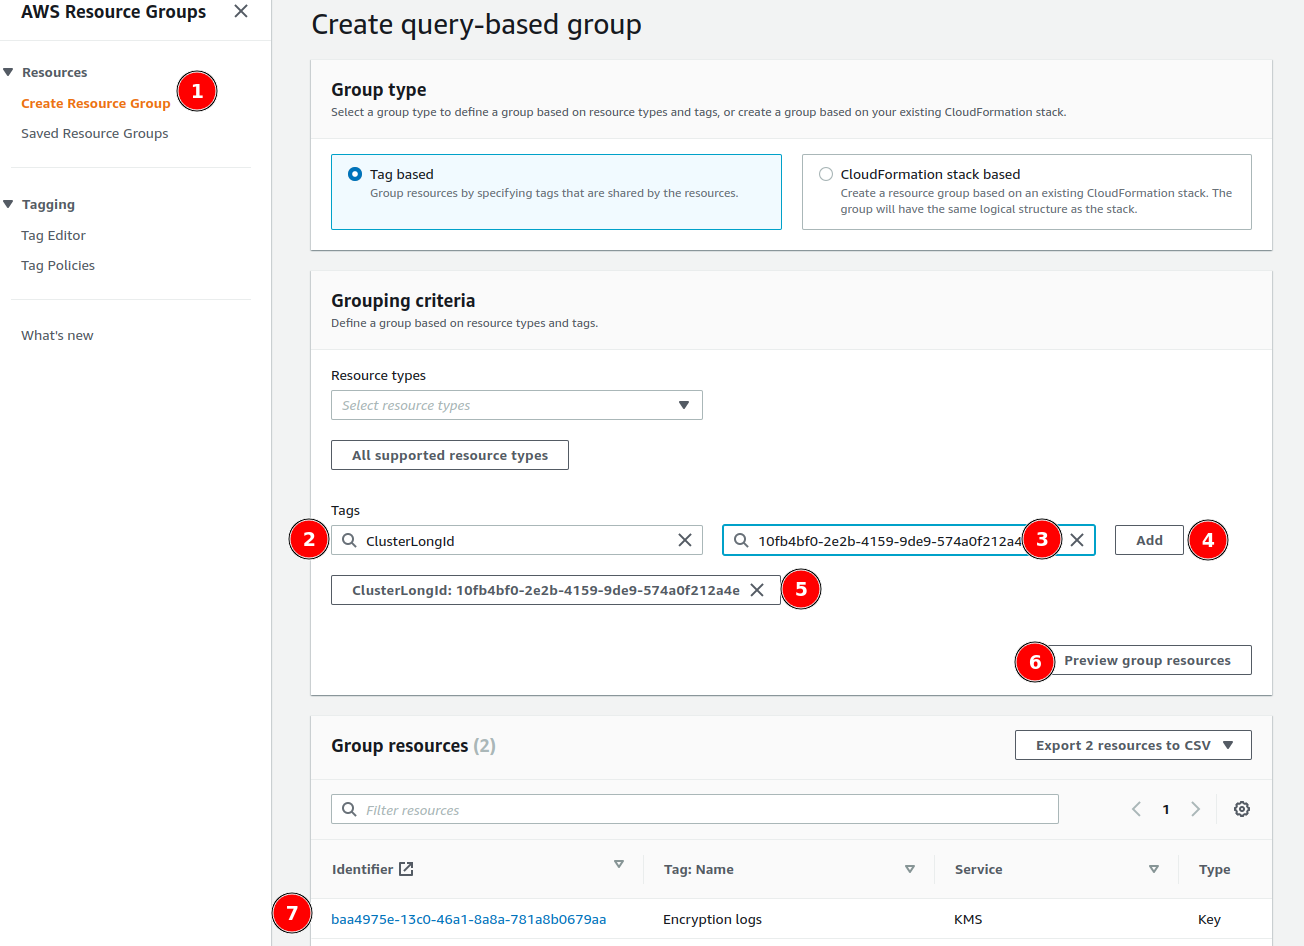 AWS Resource Groups
Resources
Create Resource Group
1
Saved Resource Groups
Tagging
Tag Editor
Tag Policies
What's new
Create query-based group
Group type
Select a group type to define a group based on resource types and tags, or create a group based on your existing CloudFormation stack.
Tag based
Group resources by specifying tags that are shared by the resources.
CloudFormation stack based
Create a resource group based on an existing CloudFormation stack. The
group will have the same logical structure as the stack.
Grouping criteria
Define a group based on resource types and tags.
Resource types
Select resource types
All supported resource types
Tags
2 ClusterLongId 10fb4bf0-2e2b-4159-9de9-574a0f212a4 3 Add 4
ClusterLongId: 10fb4bf0-2e2b-4159-9de9-574a0f212a4e 5
6 Preview group resources
Group resources (2) Export 2 resources to CSV
Filter resources 1
Identifier Tag: Name Service Type
7 baa4975e-13c0-46a1-8a8a-781a8b0679aa Encryption logs KMS Key